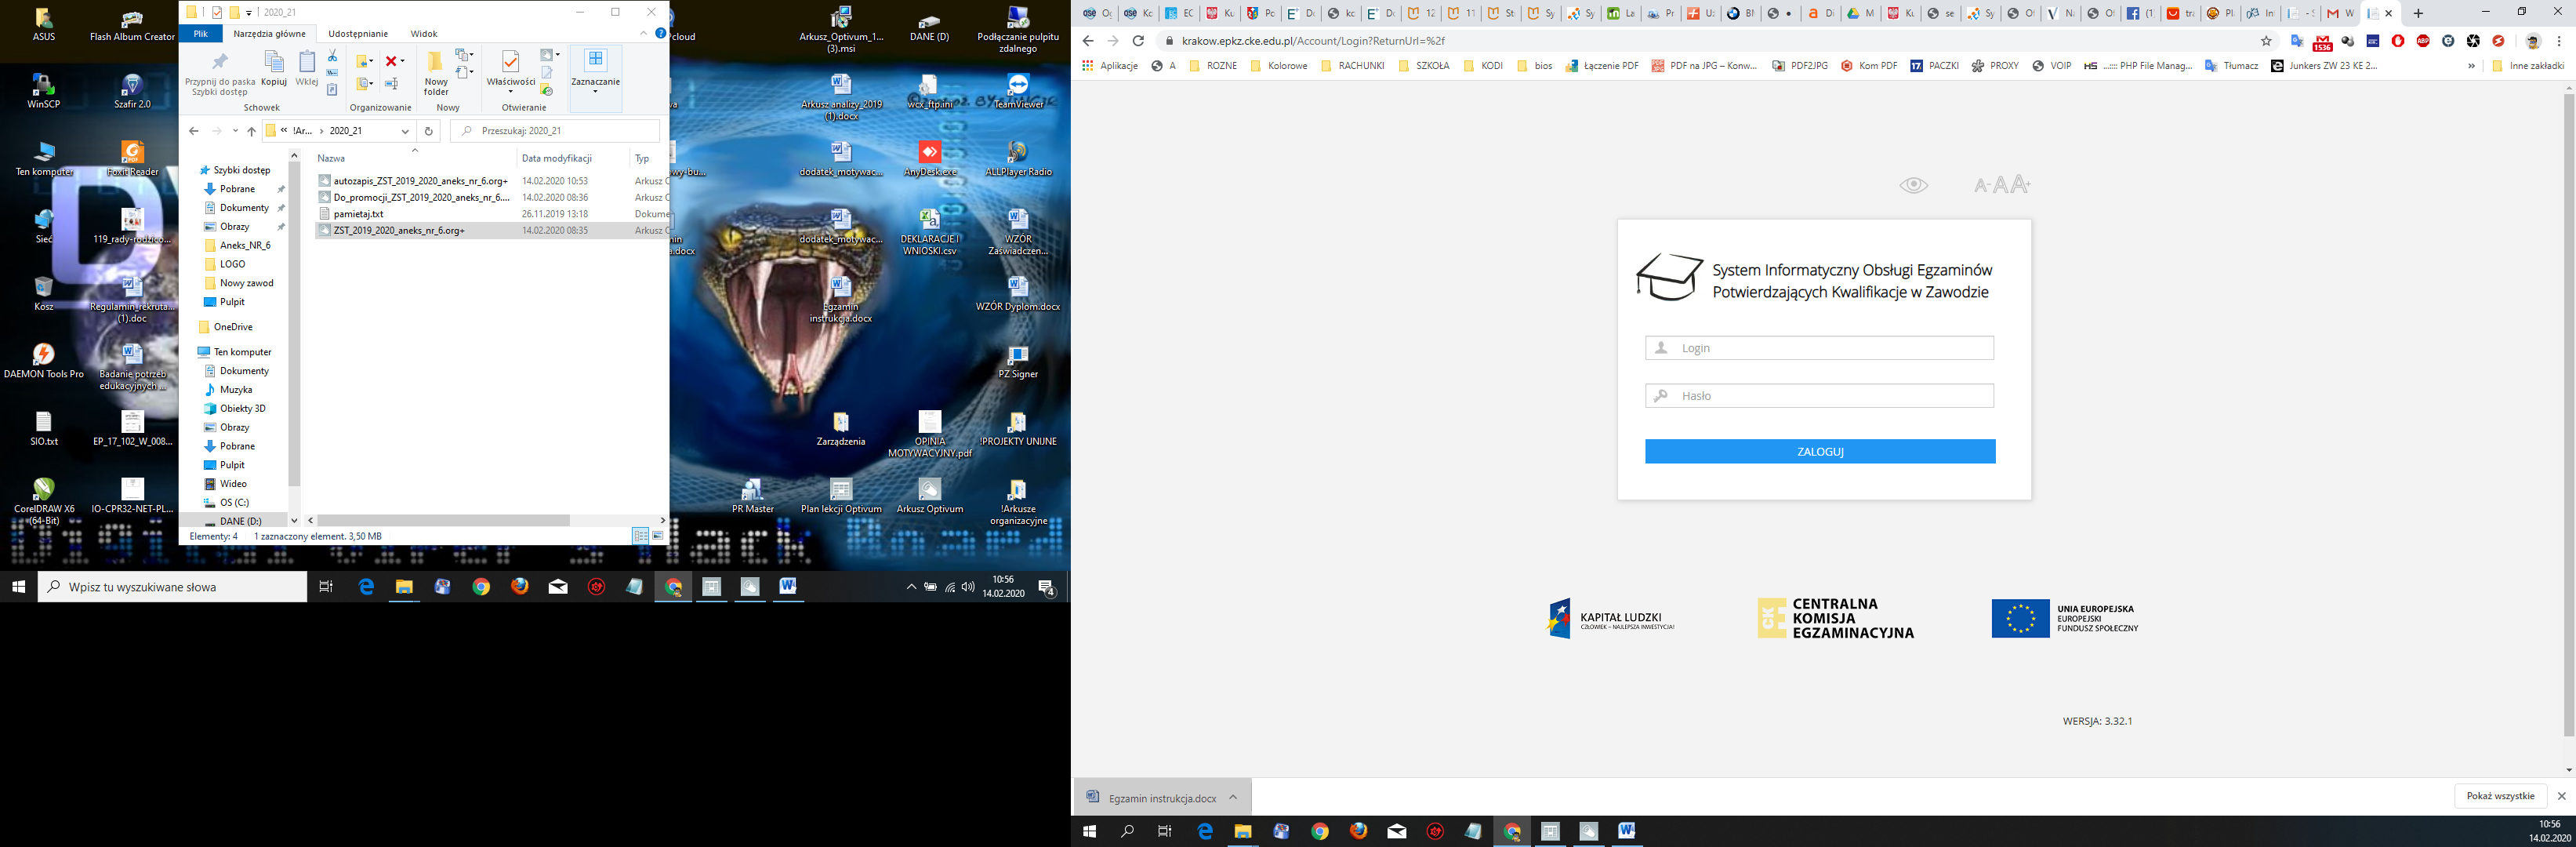 2020_21
Plik
Narzędzia główne
Udostępnianie
Widok
Przypnij do paska
Szybki dostęp
Kopiuj
Wklej
Nowy
folder
Właściwości
Zaznaczanie
Schowek
Organizowanie
Nowy
Otwieranie
« !Ar... › 2020_21
Przeszukaj: 2020_21
Nazwa
Data modyfikacji
Typ
autozapis_ZST_2019_2020_aneks_nr_6.org+
14.02.2020 10:53
Arkusz O
Do_promocji_ZST_2019_2020_aneks_nr_6....
14.02.2020 08:36
Arkusz O
pamietaj.txt
26.11.2019 13:18
Dokume
ZST_2019_2020_aneks_nr_6.org+
14.02.2020 08:35
Arkusz O
Szybki dostęp
Pobrane
Dokumenty
Obrazy
Aneks_NR_6
LOGO
Nowy zawod
Pulpit
OneDrive
Ten komputer
Dokumenty
Muzyka
Obiekty 3D
Obrazy
Pobrane
Pulpit
Wideo
OS (C:)
DANE (D:)
Elementy: 4
1 zaznaczony element. 3,50 MB
ASUS
Flash Album Creator
WinSCP
Szafir 2.0
Ten komputer
Foxit Reader
Sieć
119_rady-rodzico...
Kosz
Regulamin_rekruta...
(1).doc
DAEMON Tools Pro
Badanie potrzeb
edukacyjnych ...
SIO.txt
EP_17_102_W_008...
CorelDRAW X6
(64-Bit)
IO-CPR32-NET-PL...
Arkusz_Optivum_1...
(3).msi
DANE (D)
Podłączanie pulpitu
zdalnego
Arkusz analizy_2019
(1).docx
wcx_ftp.ini
TeamViewer
dodatek_motywac...
AnyDesk.exe
ALLPlayer Radio
dodatek_motywac...
DEKLARACJE I
WNIOSKI.csv
WZÓR
Zaświadczen...
Egzamin
instrukcja.docx
WZÓR Dyplom.docx
PZ Signer
Zarządzenia
OPINIA
MOTYWACYJNY.pdf
!PROJEKTY UNIJNE
PR Master
Plan lekcji Optivum
Arkusz Optivum
!Arkusze
organizacyjne
Wpisz tu wyszukiwane słowa
10:56
14.02.2020
4
krakow.epkz.cke.edu.pl/Account/Login?ReturnUrl=%2f
1536
Aplikacje
A
ROZNE
Kolorowe
RACHUNKI
SZKOŁA
KODI
bios
Łączenie PDF
PDF na JPG – Konw...
PDF2JPG
Kom PDF
PACZKI
PROXY
VOIP
...:::: PHP File Manag...
Tłumacz
Junkers ZW 23 KE 2...
»
Inne zakładki
A- A A+
System Informatyczny Obsługi Egzaminów
Potwierdzających Kwalifikacje w Zawodzie
Login
Hasło
ZALOGUJ
KAPITAŁ LUDZKI
CZŁOWIEK – NAJLEPSZA INWESTYCJA!
CENTRALNA
KOMISJA
EGZAMINACYJNA
UNIA EUROPEJSKA
EUROPEJSKI
FUNDUSZ SPOŁECZNY
WERSJA: 3.32.1
Egzamin instrukcja.docx
Pokaż wszystkie
10:56
14.02.2020